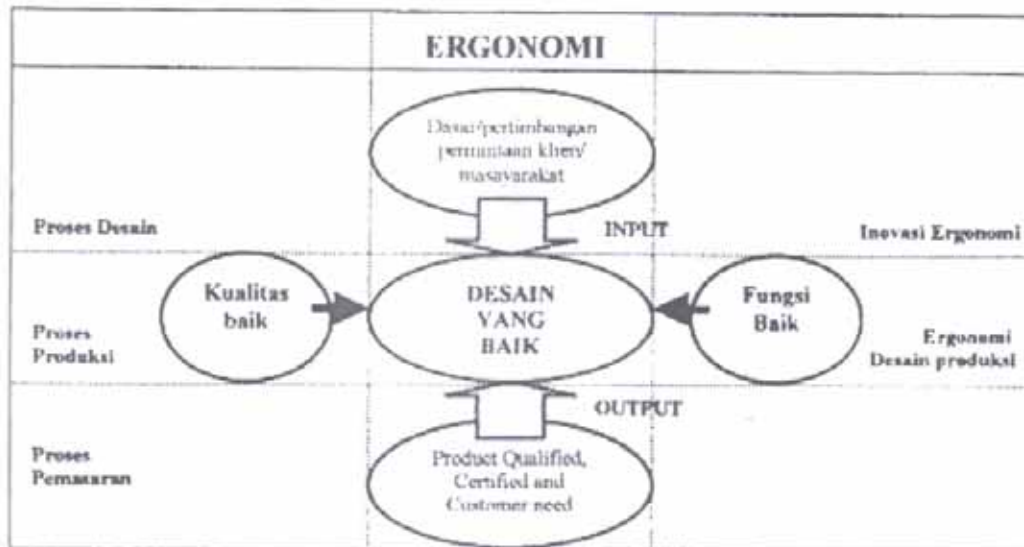 ERGONOMI
Dasar/pertimbangan
permintaan klien/
masayarakat
Proses Desain
INPUT
Inovasi Ergonomi
Kualitas
baik
DESAIN
YANG
BAIK
Fungsi
Baik
Proses
Produksi
Ergonomi
Desain produksi
OUTPUT
Proses
Pemasaran
Product Qualified,
Certified and
Customer need